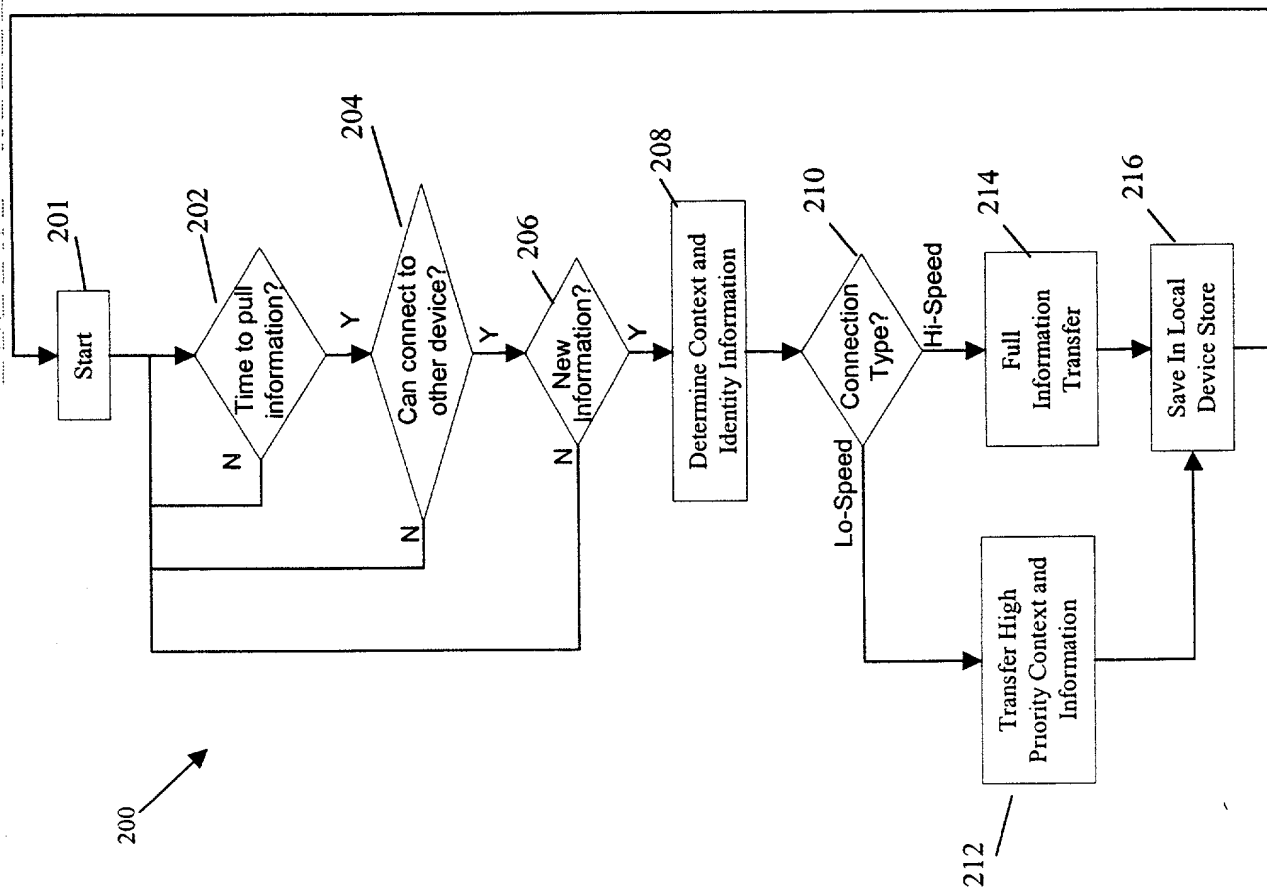 201
Start
202
Time to pull
information?
N
Y
204
Can connect to
other device?
N
Y
206
New
Information?
N
Y
208
Determine Context and
Identity Information
210
Connection
Type?
Lo-Speed
Hi-Speed
212
Transfer High
Priority Context and
Information
214
Full
Information
Transfer
216
Save In Local
Device Store
200